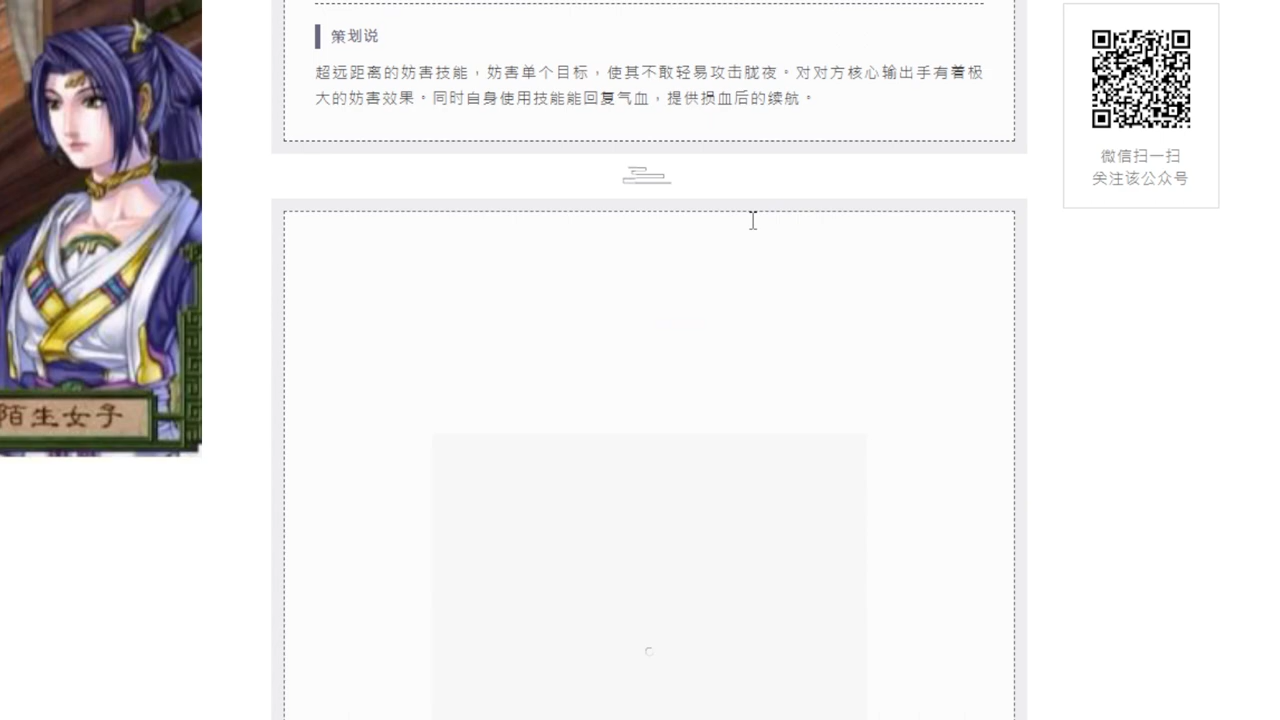 策划说
超远距离的妨害技能，妨害单个目标，使其不敢轻易攻击胧夜。对对方核心输出手有着极
大的妨害效果。同时自身使用技能能回复气血，提供损血后的续航。
微信扫一扫
关注该公众号
陌生女子